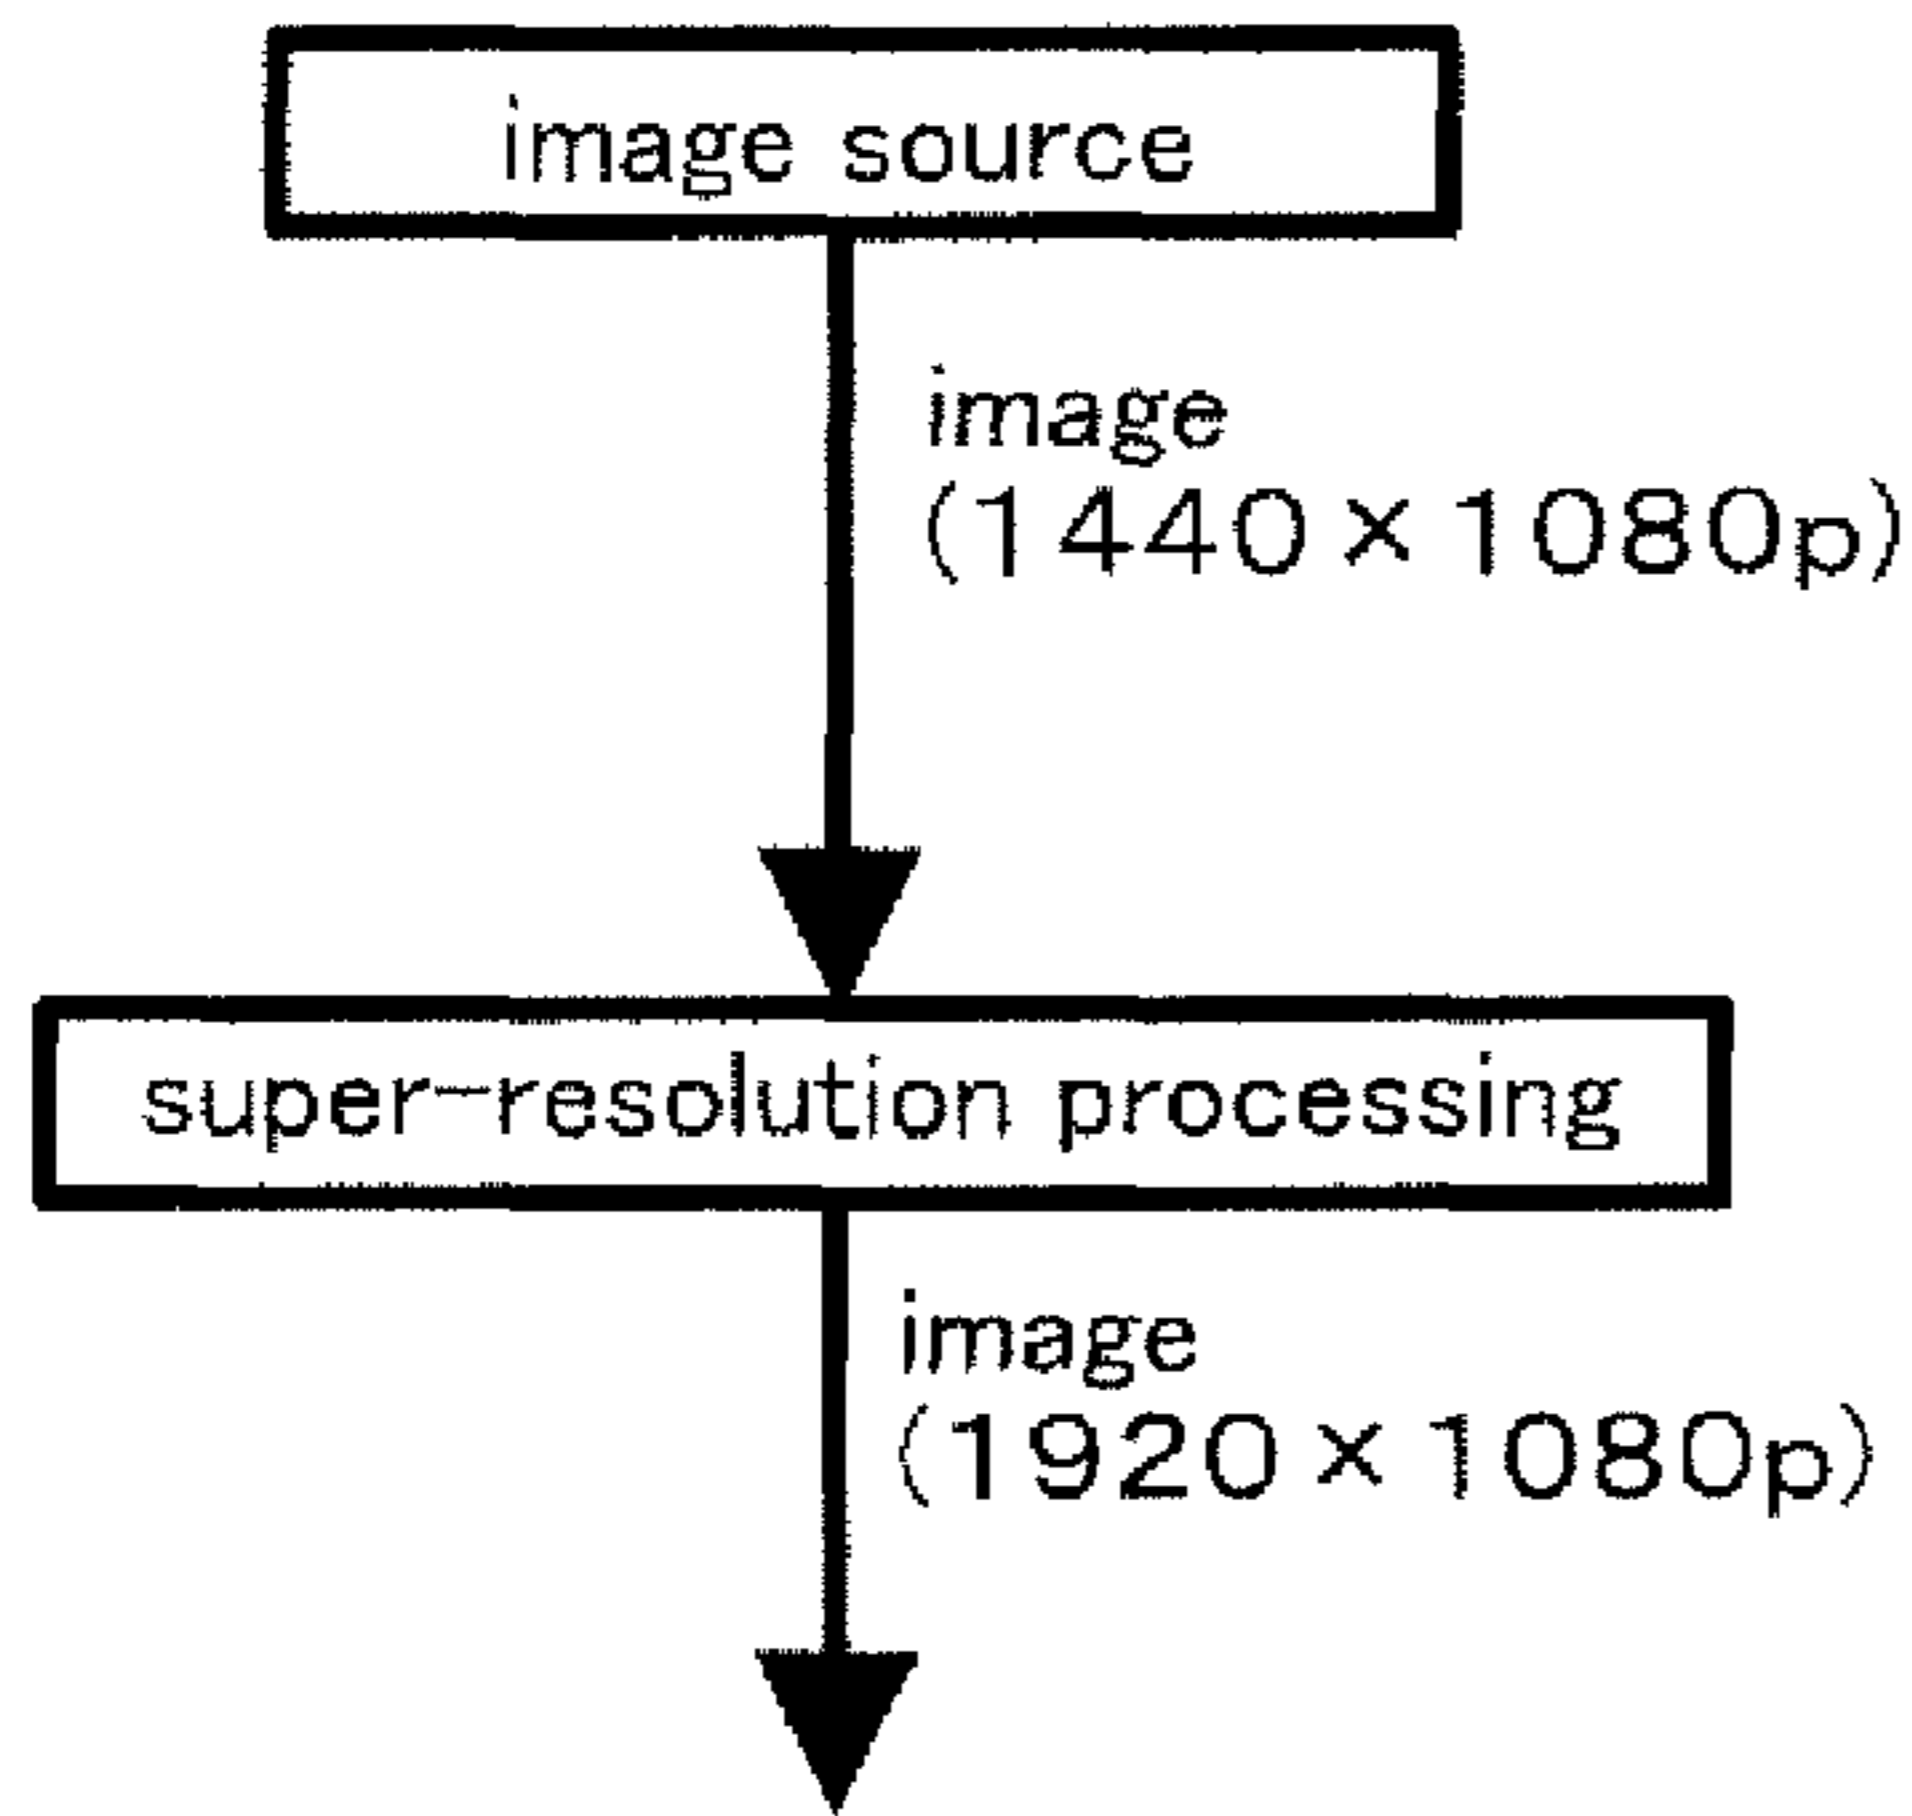 image source
image
(1440×1080p)
super-resolution processing
image
(1920×1080p)